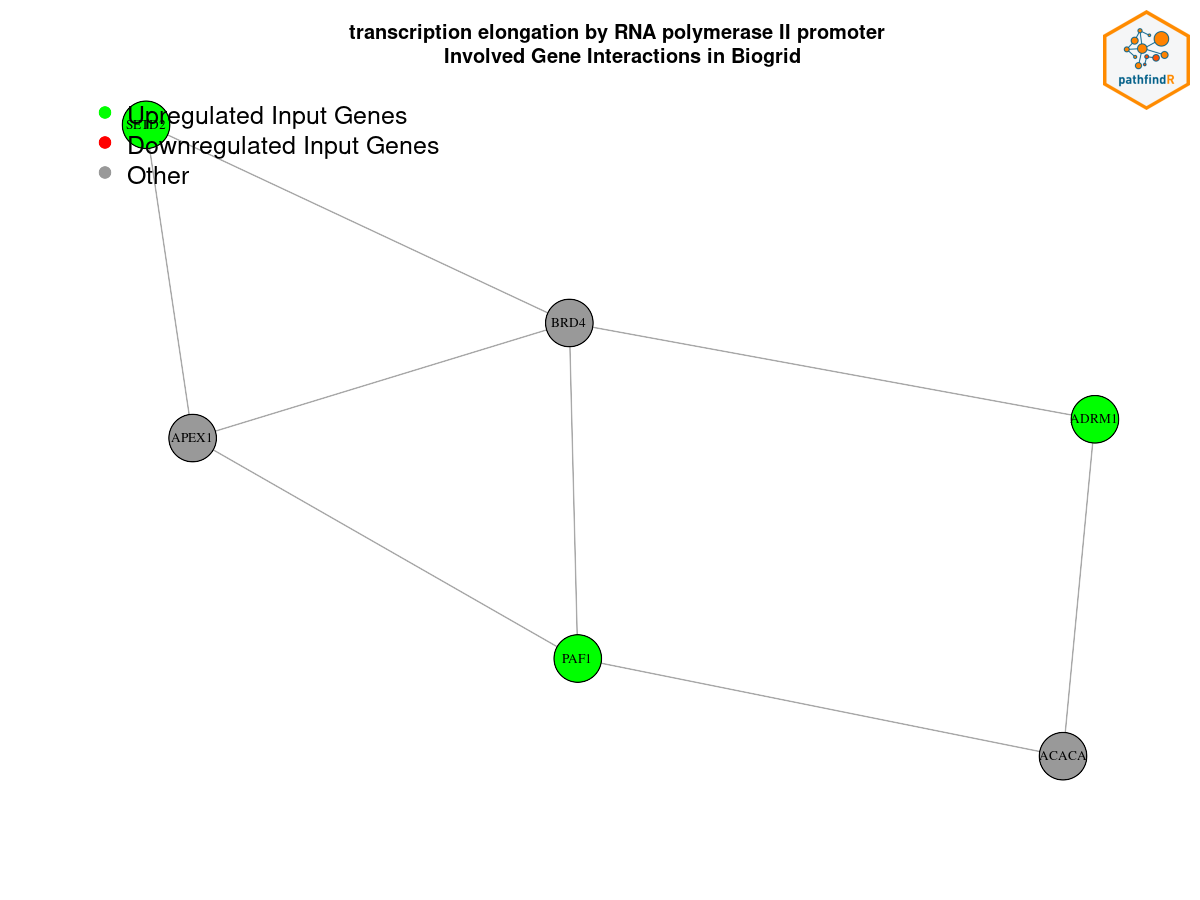 transcription elongation by RNA polymerase II promoter
Involved Gene Interactions in Biogrid
pathfindR
Upregulated Input Genes
SETD2
Downregulated Input Genes
Other
BRD4
ADRM1
APEX1
PAF1
ACACA